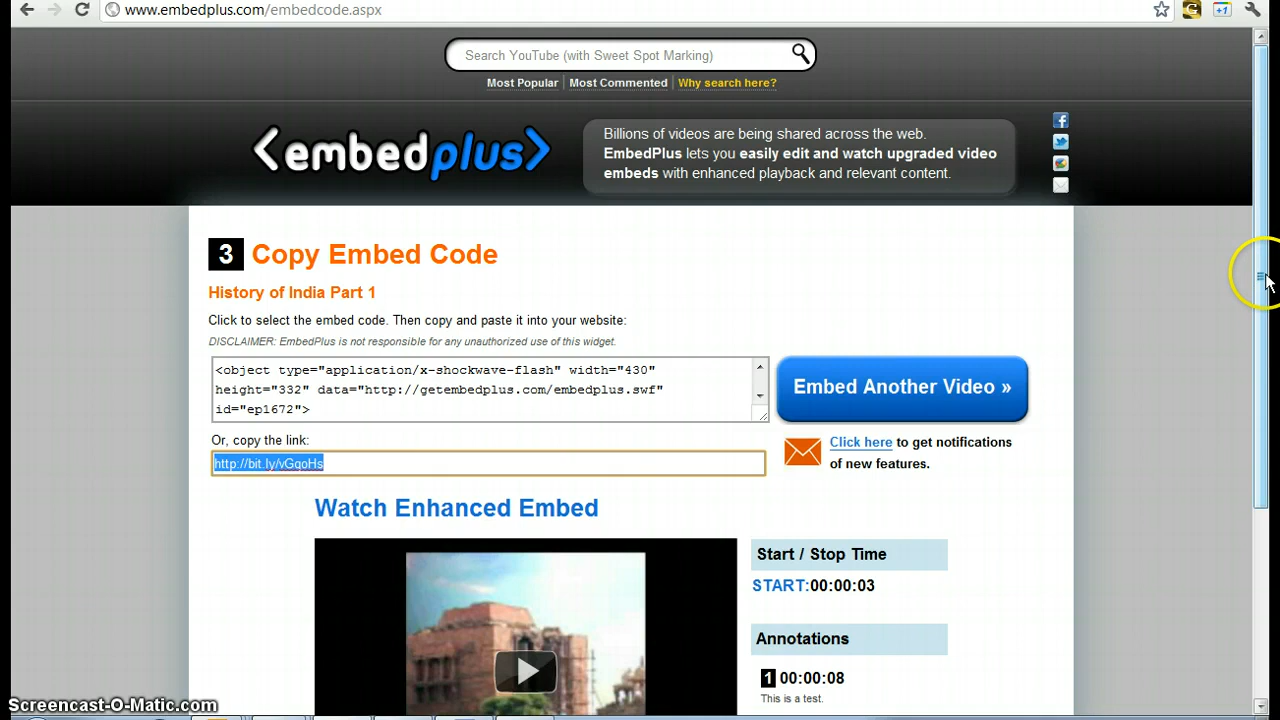 www.embedplus.com/embedcode.aspx
+1
Search YouTube (with Sweet Spot Marking)
Most Popular | Most Commented | Why search here?
<embedplus>
Billions of videos are being shared across the web.
EmbedPlus lets you easily edit and watch upgraded video
embeds with enhanced playback and relevant content.
3 Copy Embed Code
History of India Part 1
Click to select the embed code. Then copy and paste it into your website:
DISCLAIMER: EmbedPlus is not responsible for any unauthorized use of this widget.
<object type="application/x-shockwave-flash" width="430"
height="332" data="http://getembedplus.com/embedplus.swf"
id="ep1672">
Embed Another Video »
Or, copy the link:
Click here to get notifications
of new features.
http://bit.ly/vGqoHs
Watch Enhanced Embed
Start / Stop Time
START:00:00:03
Annotations
1 00:00:08
This is a test.
Screencast-O-Matic.com